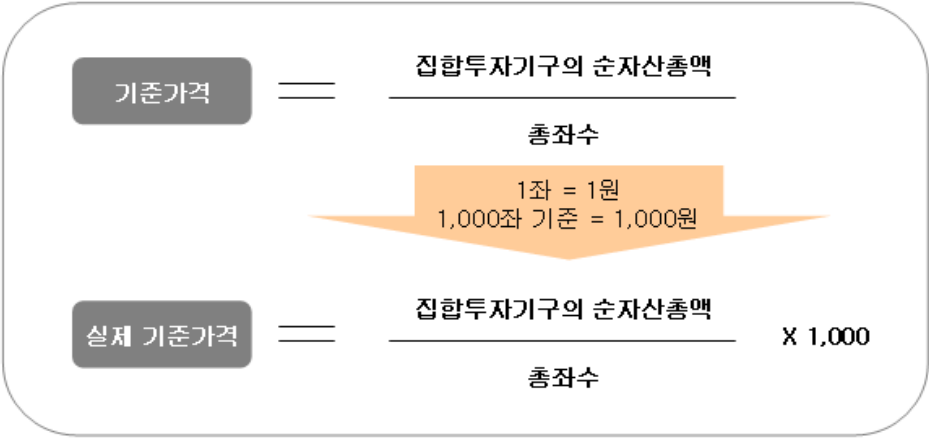 기준가격
집합투자기구의 순자산총액
총좌수
1좌 = 1원
1,000좌 기준 = 1,000원
실제 기준가격
집합투자기구의 순자산총액
총좌수
X 1,000